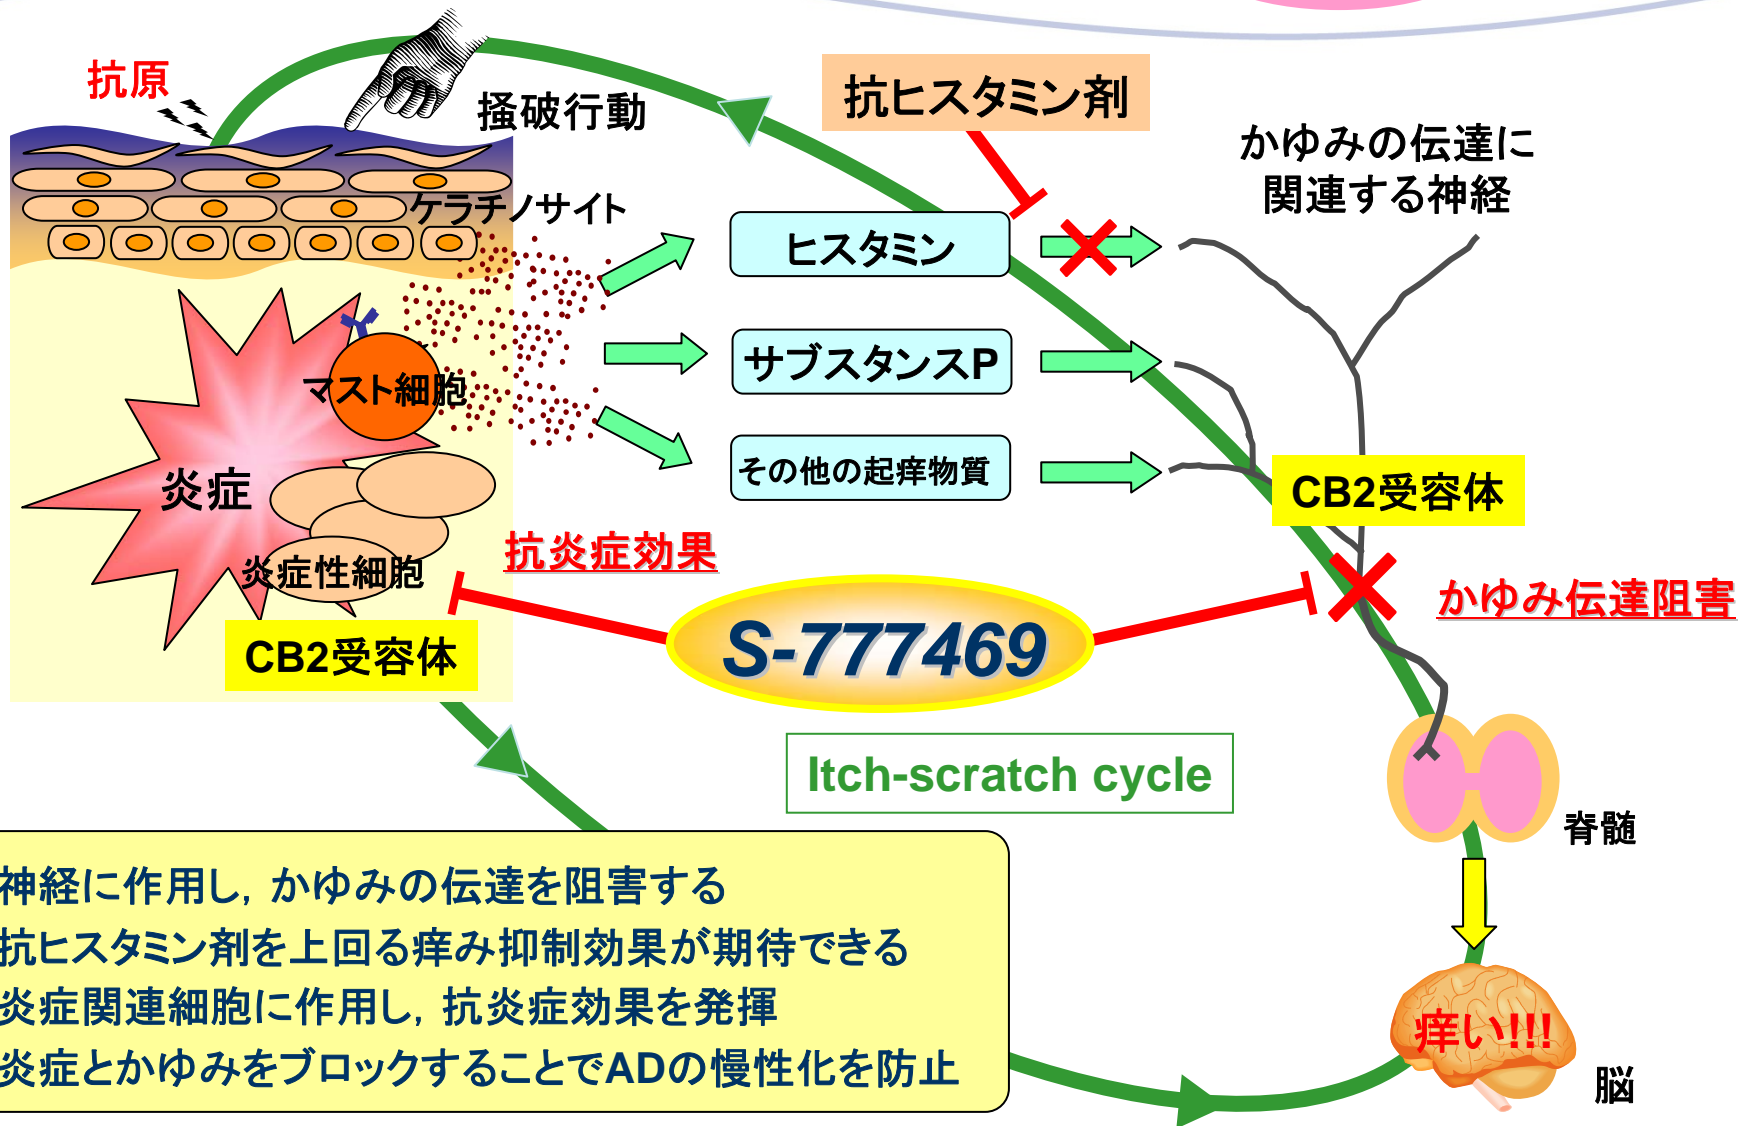 抗原
掻破行動
抗ヒスタミン剤
かゆみの伝達に
関連する神経
ケラチノサイト
ヒスタミン
サブスタンスP
マスト細胞
その他の起痒物質
炎症
CB2受容体
抗炎症効果
炎症性細胞
かゆみ伝達阻害
S-777469
CB2受容体
Itch-scratch cycle
脊髄
神経に作用し，かゆみの伝達を阻害する
抗ヒスタミン剤を上回る痒み抑制効果が期待できる
炎症関連細胞に作用し，抗炎症効果を発揮
炎症とかゆみをブロックすることでADの慢性化を防止
痒い!!!
脳